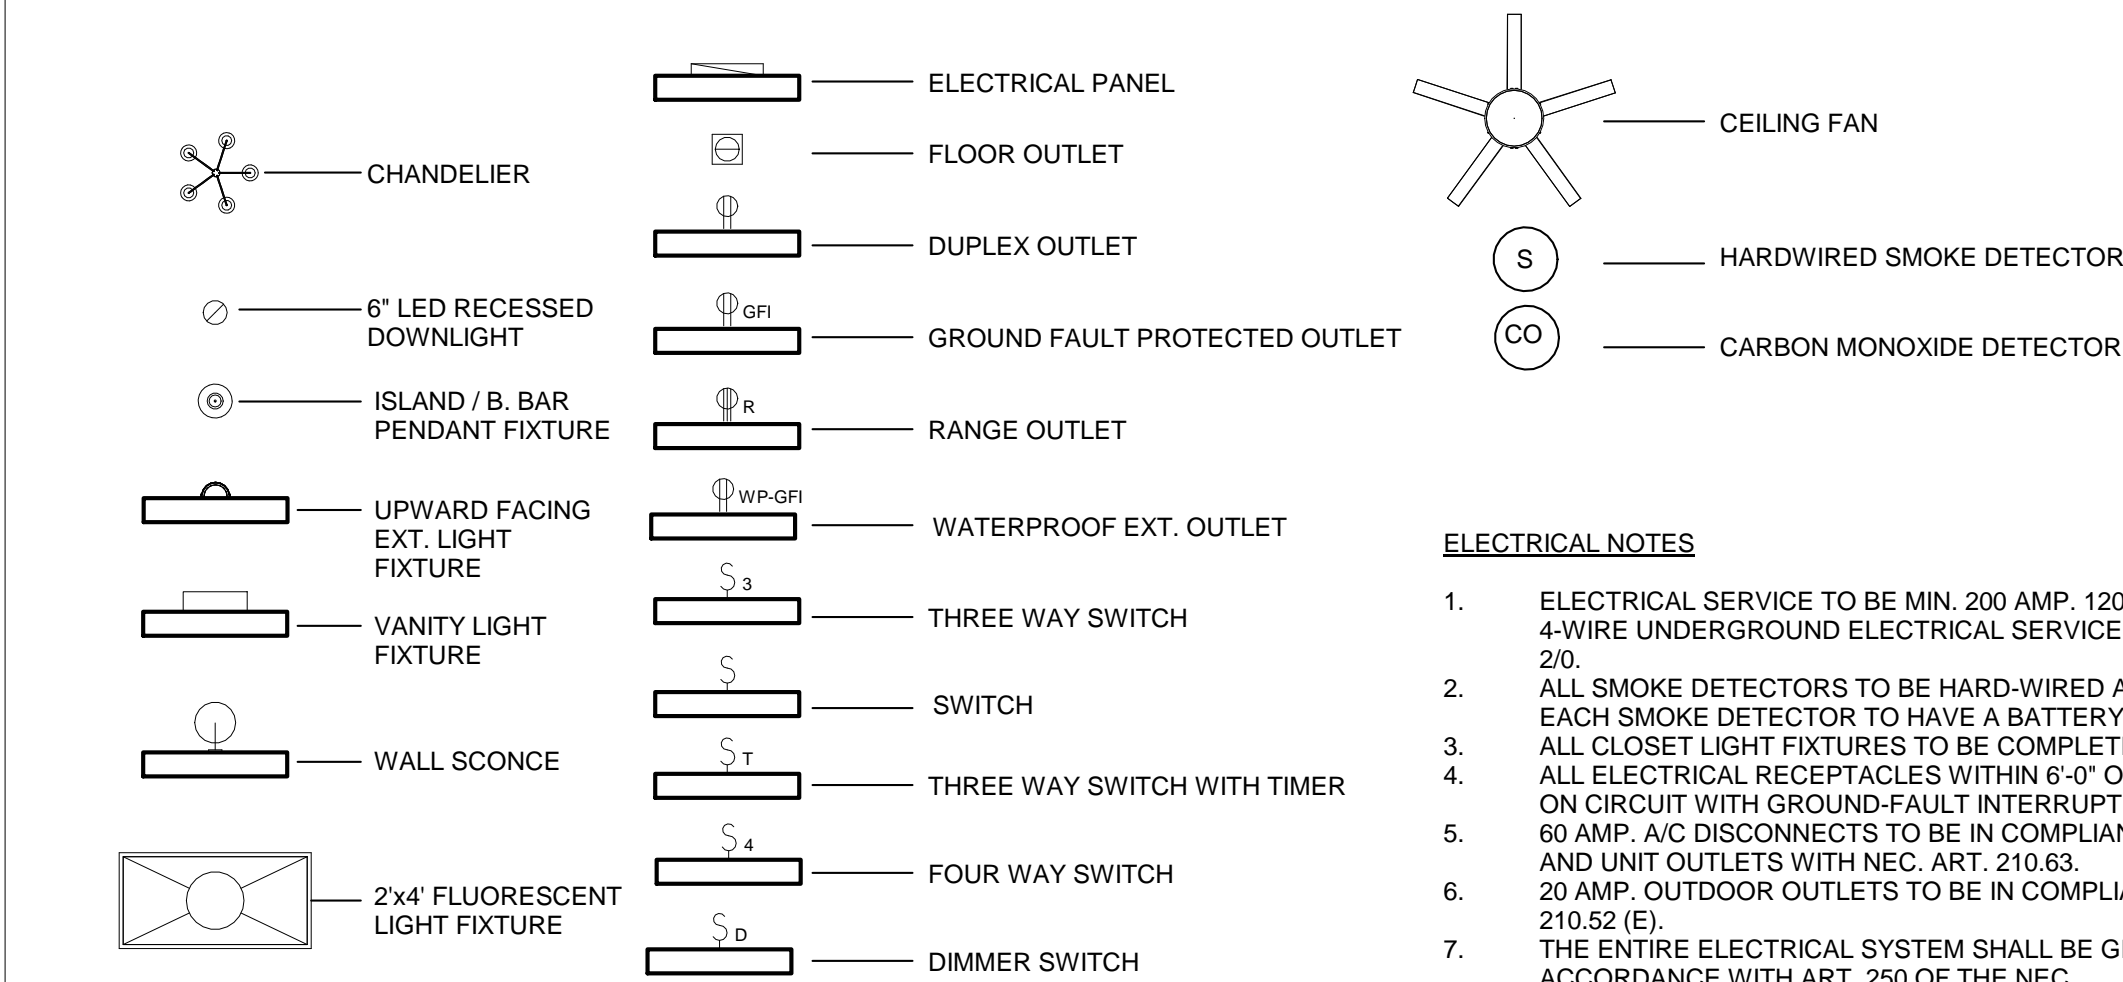 CHANDELIER
6" LED RECESSED
DOWNLIGHT
ISLAND / B. BAR
PENDANT FIXTURE
UPWARD FACING
EXT. LIGHT
FIXTURE
VANITY LIGHT
FIXTURE
WALL SCONCE
2'x4' FLUORESCENT
LIGHT FIXTURE
ELECTRICAL PANEL
FLOOR OUTLET
DUPLEX OUTLET
GFI
GROUND FAULT PROTECTED OUTLET
R
RANGE OUTLET
WP-GFI
WATERPROOF EXT. OUTLET
S 3
THREE WAY SWITCH
S
SWITCH
S T
THREE WAY SWITCH WITH TIMER
S 4
FOUR WAY SWITCH
S D
DIMMER SWITCH
CEILING FAN
S
HARDWIRED SMOKE DETECTOR
CO
CARBON MONOXIDE DETECTOR
ELECTRICAL NOTES
1. ELECTRICAL SERVICE TO BE MIN. 200 AMP. 120
4-WIRE UNDERGROUND ELECTRICAL SERVICE
2/0.
2. ALL SMOKE DETECTORS TO BE HARD-WIRED
EACH SMOKE DETECTOR TO HAVE A BATTERY
3. ALL CLOSET LIGHT FIXTURES TO BE
4. ALL ELECTRICAL RECEPTACLES WITHIN 6'-0"
ON CIRCUIT WITH GROUND-FAULT INTERRUPT
5. 60 AMP. A/C DISCONNECTS TO BE IN
AND UNIT OUTLETS WITH NEC. ART. 210.63.
6. 20 AMP. OUTDOOR OUTLETS TO BE IN
210.52 (E).
7. THE ENTIRE ELECTRICAL SYSTEM SHALL BE
ACCORDANCE WITH ART. 250 OF THE NEC